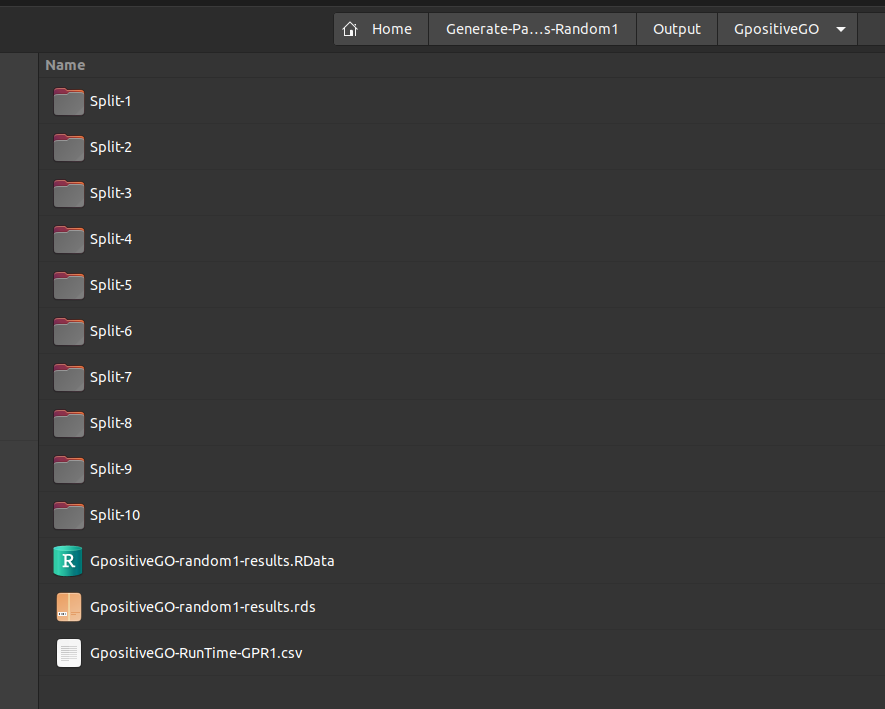 Home Generate-Pa…s-Random1 Output GpositiveGO
Name
Split-1
Split-2
Split-3
Split-4
Split-5
Split-6
Split-7
Split-8
Split-9
Split-10
R GpositiveGO-random1-results.RData
GpositiveGO-random1-results.rds
GpositiveGO-RunTime-GPR1.csv